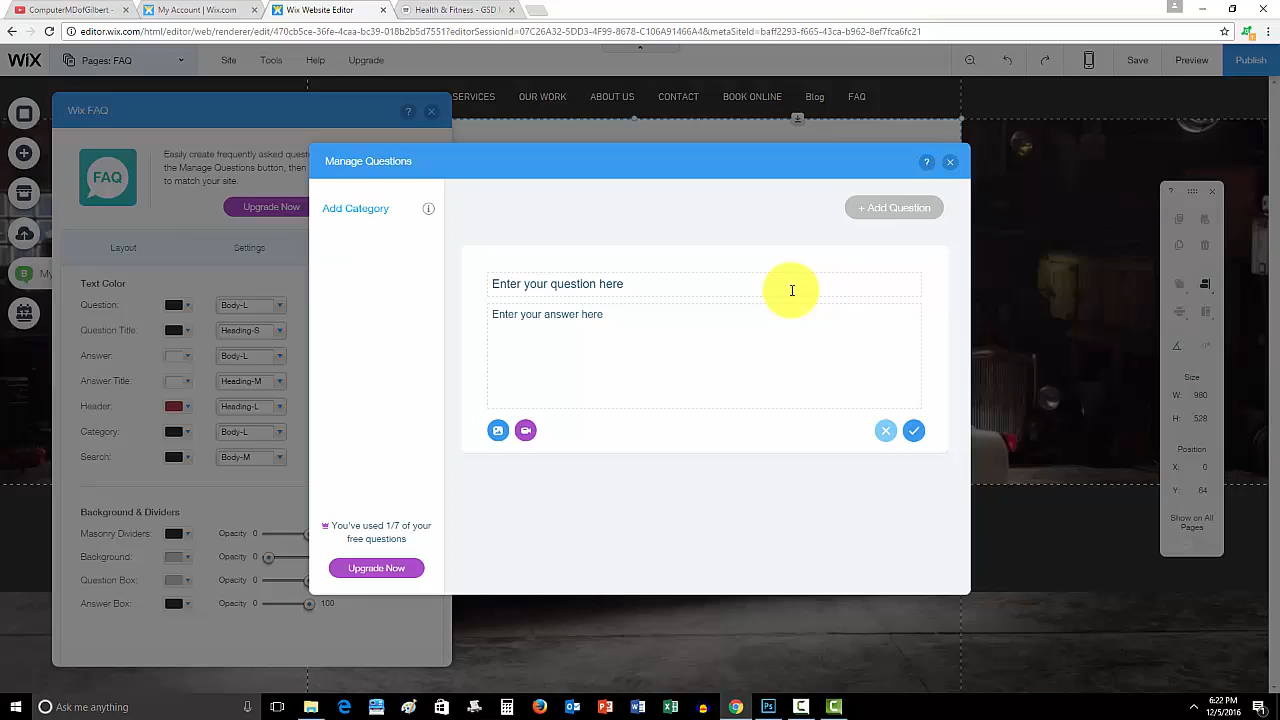 ComputerMDofGilbert -
My Account | Wix.com
Wix Website Editor
Health & Fitness - GSD
editor.wix.com/html/editor/web/renderer/edit/470cb5ce-36fe-4caa-bc39-018b2b5d7551?editorSessionId=07C26A52-5DD3-4F99-8678-C106A91466A4&metaSiteId=baff2293-f665-43ca-b962-8ef7fca6fc21
WiX
Pages: FAQ
Site
Tools
Help
Upgrade
Save
Preview
Publish
SERVICES
OUR WORK
ABOUT US
CONTACT
BOOK ONLINE
Blog
FAQ
Wix FAQ
?
FAQ
Easily create frequently asked
the Manage Questions button, then
to match your site.
Upgrade Now
Layout
Settings
My
Text Color
Question:
Body-L
Question Title:
Heading-S
Answer:
Body-L
Answer Title:
Heading-M
Header:
Heading-L
Category:
Body-L
Search:
Body-M
Background & Dividers
Masonry Dividers:
Opacity 0
Background:
Opacity 0
Question Box:
Opacity 0
Answer Box:
Opacity 0
100
Manage Questions
?
Add Category
i
+ Add Question
Enter your question here
Enter your answer here
You've used 1/7 of your
free questions
Upgrade Now
?
Size
W: 980
H: 528
Position
X: 0
Y: 64
Show on All
Pages
Ask me anything
6:22 PM
12/5/2016